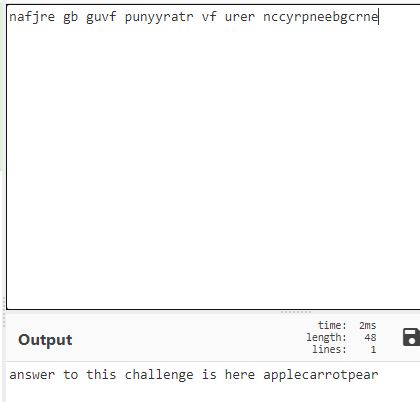 nafjre gb guvf punyyratr vf urer nccyrpneebgcrne
Output
time: 2ms
length: 48
lines: 1
answer to this challenge is here applecarrotpear